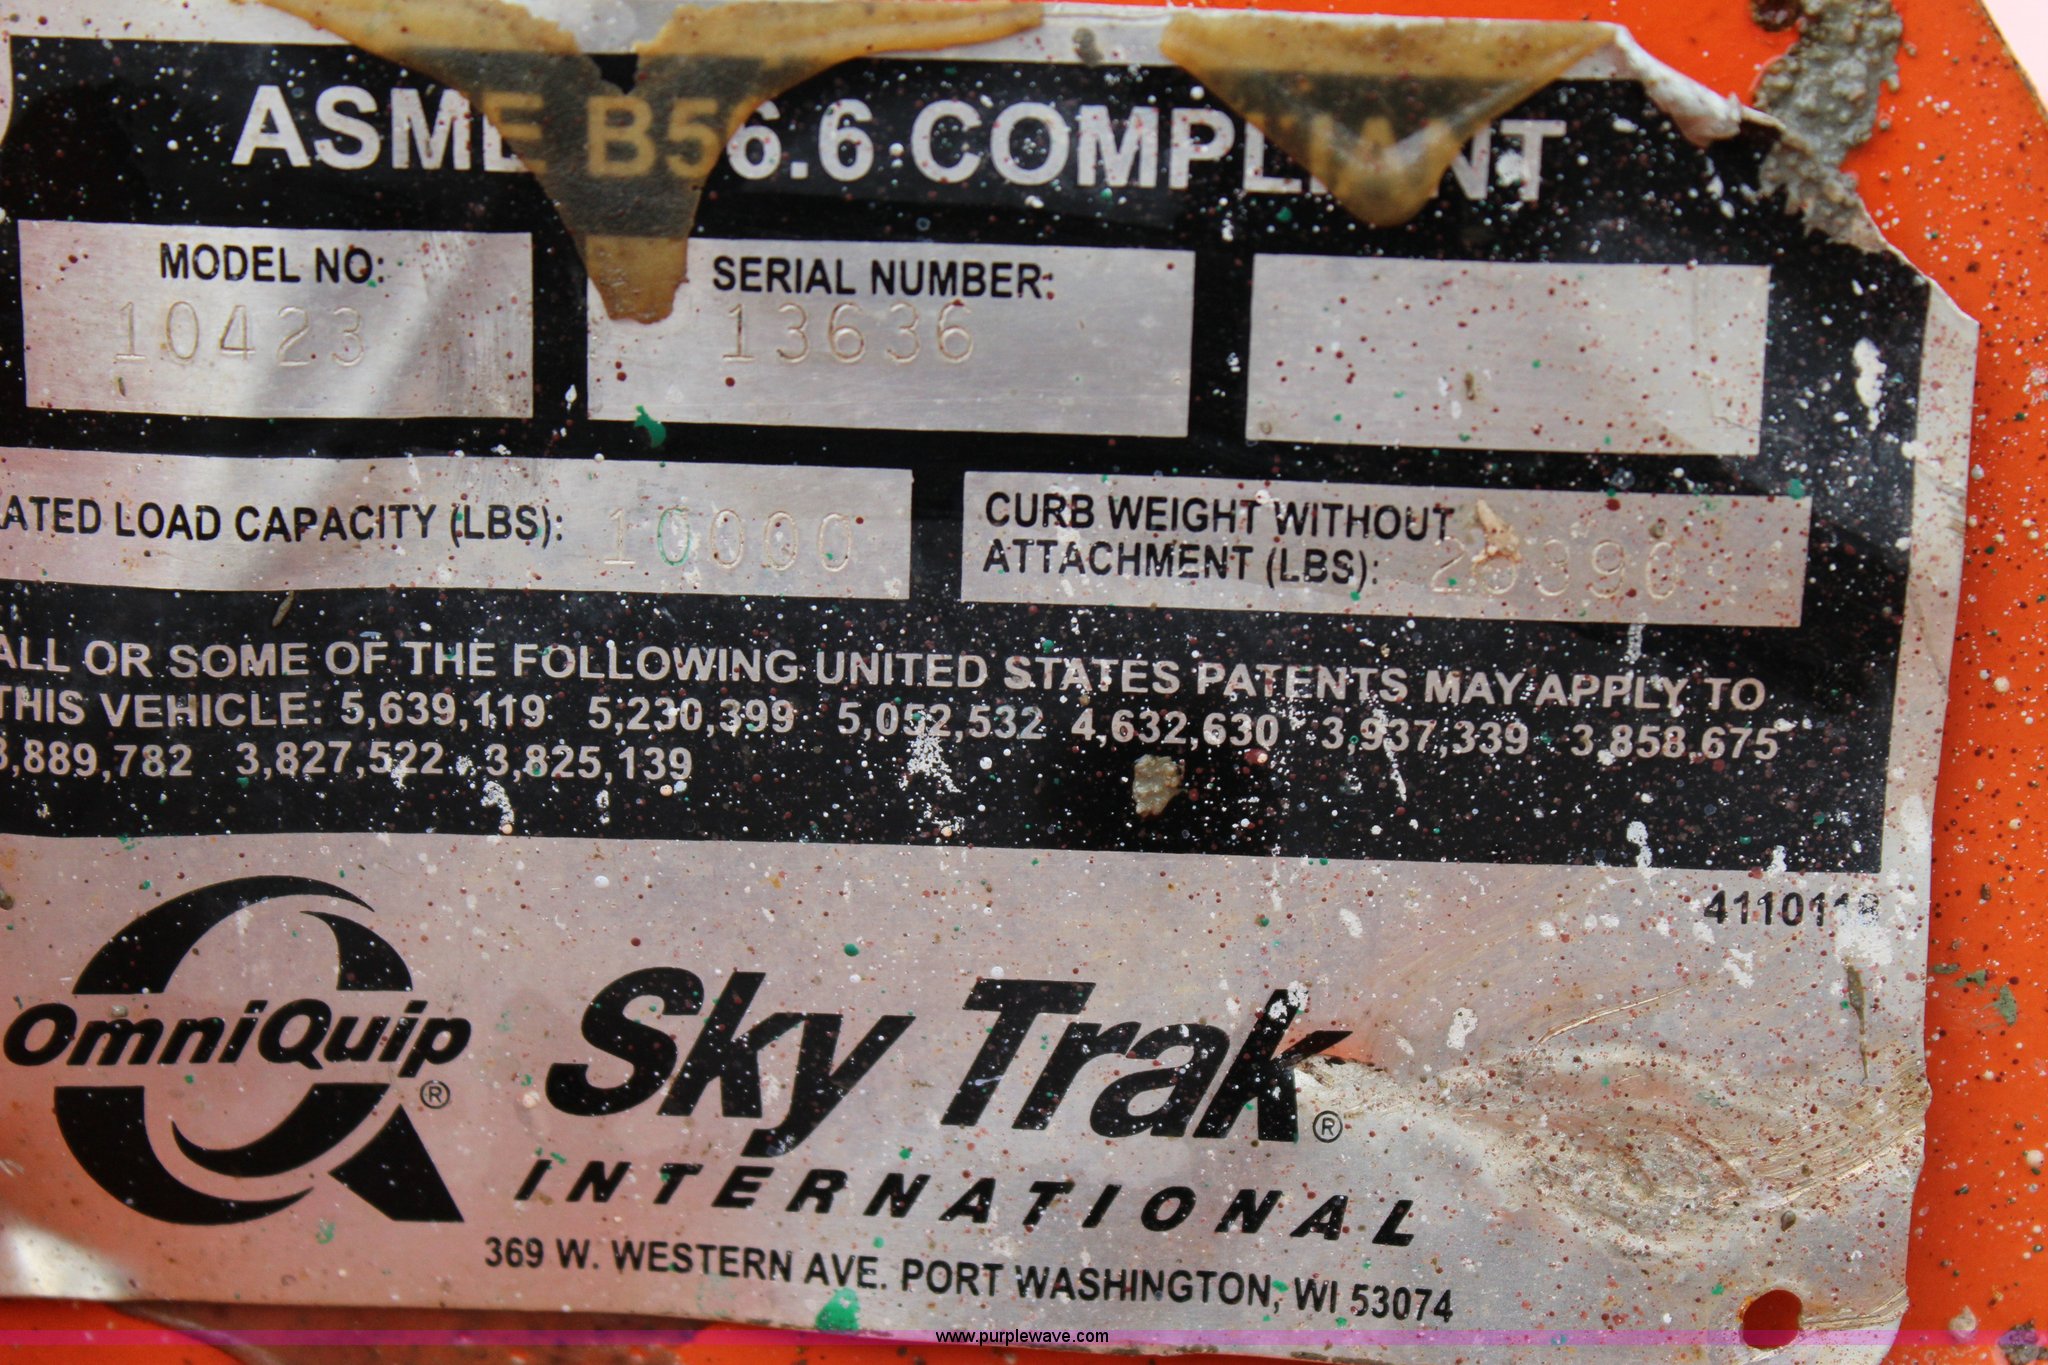 ASME B56.6 COMPLIANT
MODEL NO:
10423
SERIAL NUMBER:
13636
RATED LOAD CAPACITY (LBS): 10000
CURB WEIGHT WITHOUT
ATTACHMENT (LBS):
ALL OR SOME OF THE FOLLOWING UNITED STATES PATENTS MAY APPLY TO
THIS VEHICLE: 5,639,119 5,230,399 5,052,532 4,632,630 3,937,339 3,858,675
3,889,782 3,827,522 3,825,139
OmniQuip ®
Sky Trak ®
INTERNATIONAL
369 W. WESTERN AVE. PORT WASHINGTON, WI 53074
www.purplewave.com